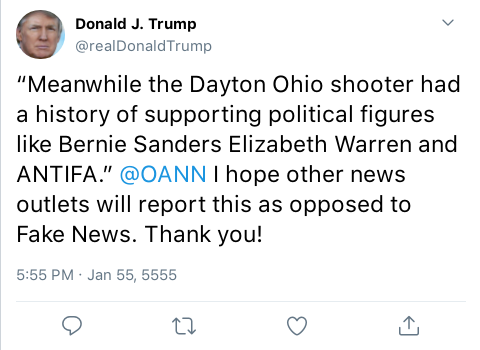 Donald J. Trump
@realDonaldTrump
“Meanwhile the Dayton Ohio shooter had
a history of supporting political figures
like Bernie Sanders Elizabeth Warren and
ANTIFA.” @OANN I hope other news
outlets will report this as opposed to
Fake News. Thank you!
5:55 PM · Jan 55, 5555